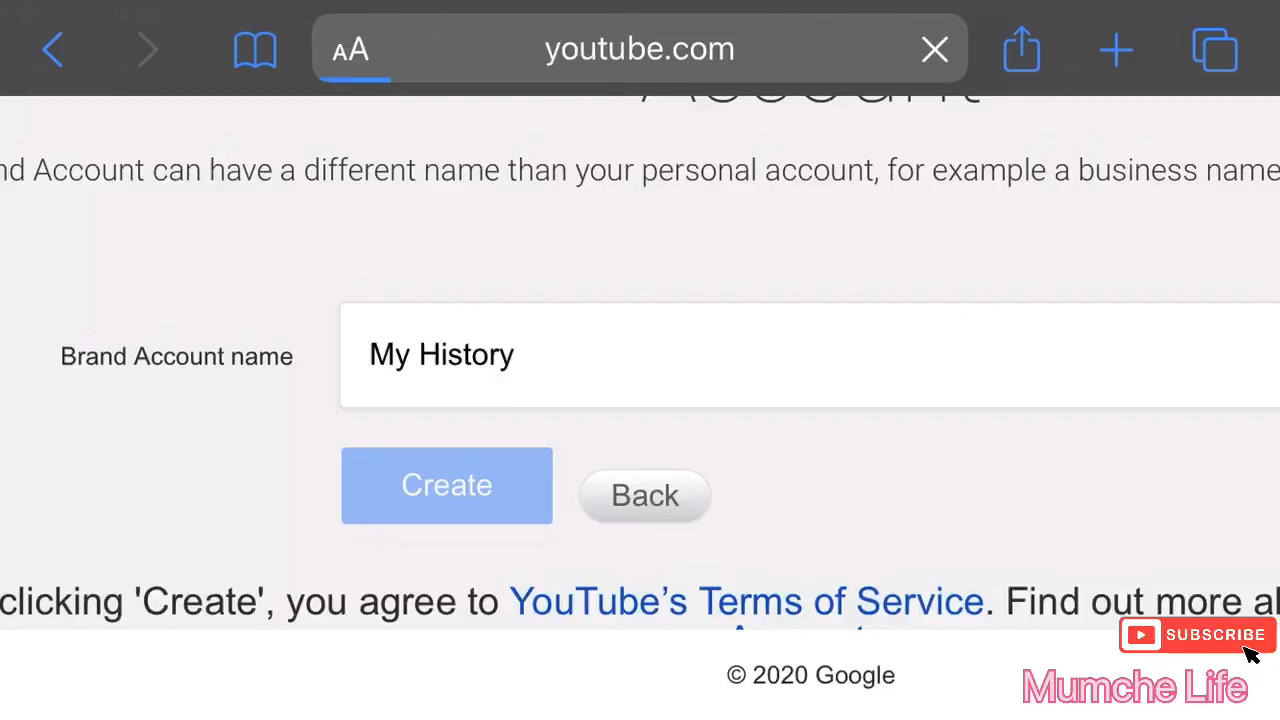 AA youtube.com
Account
nd Account can have a different name than your personal account, for example a business name
Brand Account name
My History
Create
Back
clicking 'Create', you agree to YouTube's Terms of Service. Find out more a
SUBSCRIBE
© 2020 Google
Mumche Life